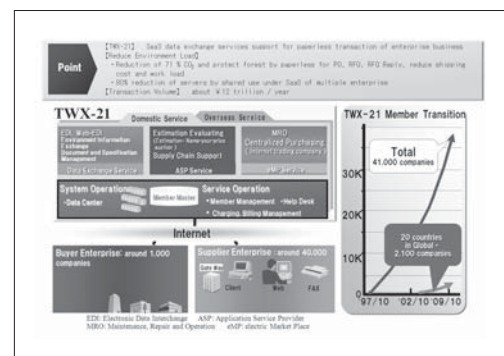 【TWX-21】 SaaS data exchange services support for paperless transaction of enterprise business
【Reduce Environment Load】
Point
・Reduction of 71 % CO₂ and protect forest by paperless for PO, RFQ, RFQ Reply, reduce shipping
cost and work load
・90% reduction of servers by shared use under SaaS of multiple enterprise
【Transaction Volume】 about ¥12 trillion / year
TWX-21
Domestic Service
Overseas Service
EDI, Web-EDI
Environment Information
Exchange
Document and Specification
Management
Data Exchange Service
Estimation Evaluating
Supply Chain Support
ASP Service
MRO
Centralized Purchasing
(Internet trading company)
eMP Service
System Operation
・Data Center
Member Master
Service Operation
・Member Management ・Help Desk
・Charging, Billing Management
Internet
Buyer Enterprise: around 1,000
companies
Supplier Enterprise : around 40,000
Client
Web
FAX
EDI: Electronic Data Interchange ASP: Application Service Provider
MRO: Maintenance, Repair and Operation eMP: electric Market Place
TWX-21 Member Transition
Total
41,000 companies
30K
20K
10K
20 countries
in Global・
2,100 companies
0K
'97/10 '02/10 '09/10